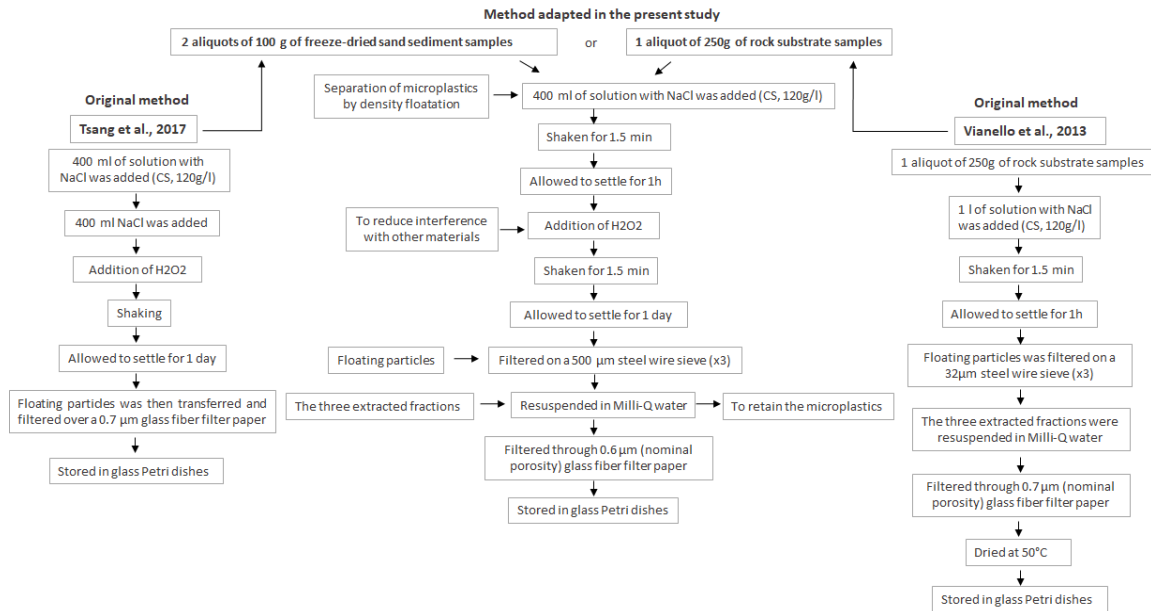 Method adapted in the present study
2 aliquots of 100 g of freeze-dried sand sediment samples
or
1 aliquot of 250g of rock substrate samples
Original method
Tsang et al., 2017
400 ml of solution with
NaCl was added (CS, 120g/l)
400 ml NaCl was added
Addition of H2O2
Shaking
Allowed to settle for 1 day
Floating particles was then transferred and
filtered over a 0.7 µm glass fiber filter paper
Stored in glass Petri dishes
Separation of microplastics
by density floatation
400 ml of solution with NaCl was added (CS, 120g/l)
Shaken for 1.5 min
Allowed to settle for 1h
To reduce interference
with other materials
Addition of H2O2
Shaken for 1.5 min
Allowed to settle for 1 day
Floating particles
Filtered on a 500 µm steel wire sieve (x3)
The three extracted fractions
Resuspended in Milli-Q water
To retain the microplastics
Filtered through 0.6 µm (nominal
porosity) glass fiber filter paper
Stored in glass Petri dishes
Original method
Vianello et al., 2013
1 aliquot of 250g of rock substrate samples
1 l of solution with NaCl
was added (CS, 120g/l)
Shaken for 1.5 min
Allowed to settle for 1h
Floating particles was filtered on a
32µm steel wire sieve (x3)
The three extracted fractions were
resuspended in Milli-Q water
Filtered through 0.7 µm (nominal
porosity) glass fiber filter paper
Dried at 50°C
Stored in glass Petri dishes